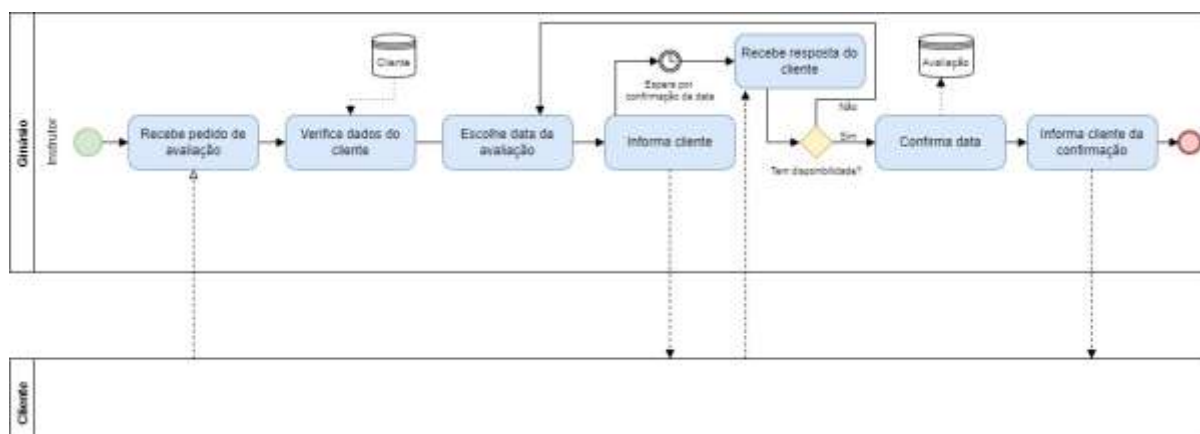 Ginásio
Instrutor
Recebe pedido de
avaliação
Verifica dados do
cliente
Cliente
Escolhe data da
avaliação
Informa cliente
Espera por
confirmação da data
Recebe resposta do
cliente
Tem disponibilidade?
Não
Sim
Avaliação
Confirma data
Informa cliente da
confirmação
Cliente